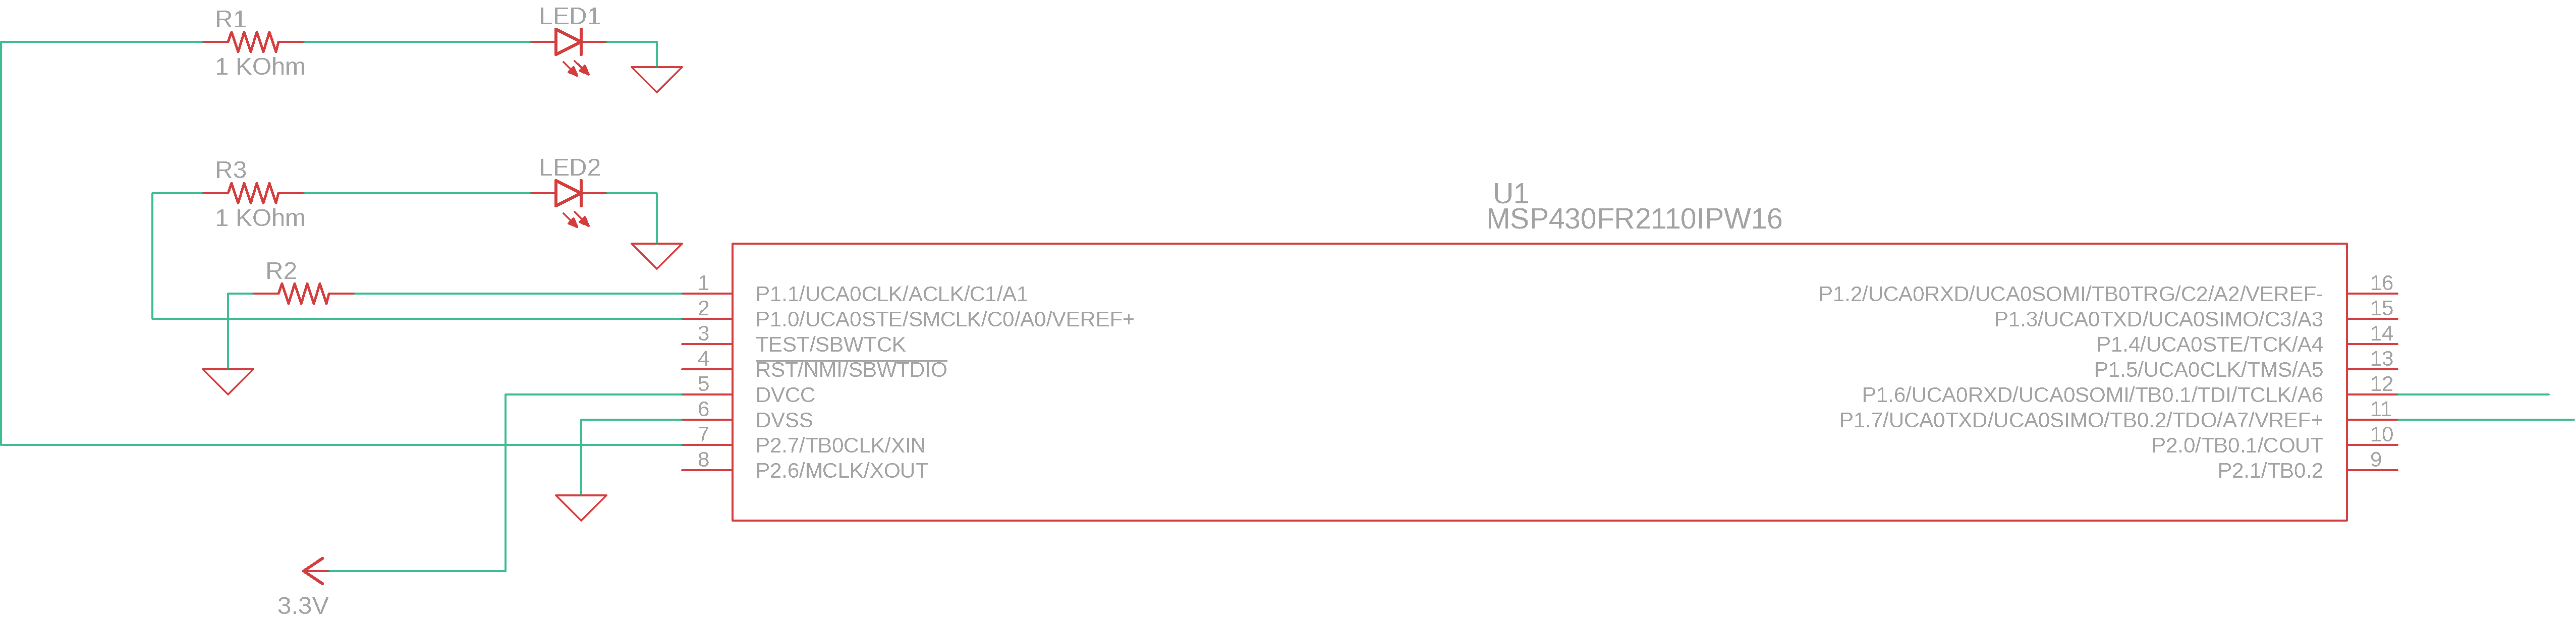 R1
1 KOhm
LED1
R3
1 KOhm
LED2
R2
U1
MSP430FR2110IPW16
1 P1.1/UCA0CLK/ACLK/C1/A1
2 P1.0/UCA0STE/SMCLK/C0/A0/VEREF+
3 TEST/SBWTCK
4 RST/NMI/SBWTDIO
5 DVCC
6 DVSS
7 P2.7/TB0CLK/XIN
8 P2.6/MCLK/XOUT
P1.2/UCA0RXD/UCA0SOMI/TB0TRG/C2/A2/VEREF- 16
P1.3/UCA0TXD/UCA0SIMO/C3/A3 15
P1.4/UCA0STE/TCK/A4 14
P1.5/UCA0CLK/TMS/A5 13
P1.6/UCA0RXD/UCA0SOMI/TB0.1/TDI/TCLK/A6 12
P1.7/UCA0TXD/UCA0SIMO/TB0.2/TDO/A7/VREF+ 11
P2.0/TB0.1/COUT 10
P2.1/TB0.2 9
3.3V